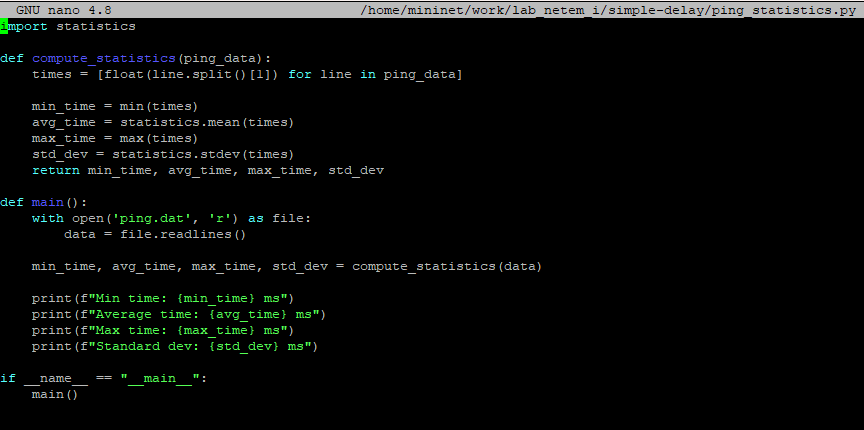 GNU nano 4.8 /home/mininet/work/lab_netem_i/simple-delay/ping_statistics.py
import statistics
def compute_statistics(ping_data):
    times = [float(line.split()[1]) for line in ping_data]
    min_time = min(times)
    avg_time = statistics.mean(times)
    max_time = max(times)
    std_dev = statistics.stdev(times)
    return min_time, avg_time, max_time, std_dev
def main():
    with open('ping.dat', 'r') as file:
        data = file.readlines()
    min_time, avg_time, max_time, std_dev = compute_statistics(data)
    print(f"Min time: {min_time} ms")
    print(f"Average time: {avg_time} ms")
    print(f"Max time: {max_time} ms")
    print(f"Standard dev: {std_dev} ms")
if __name__ == "__main__":
    main()